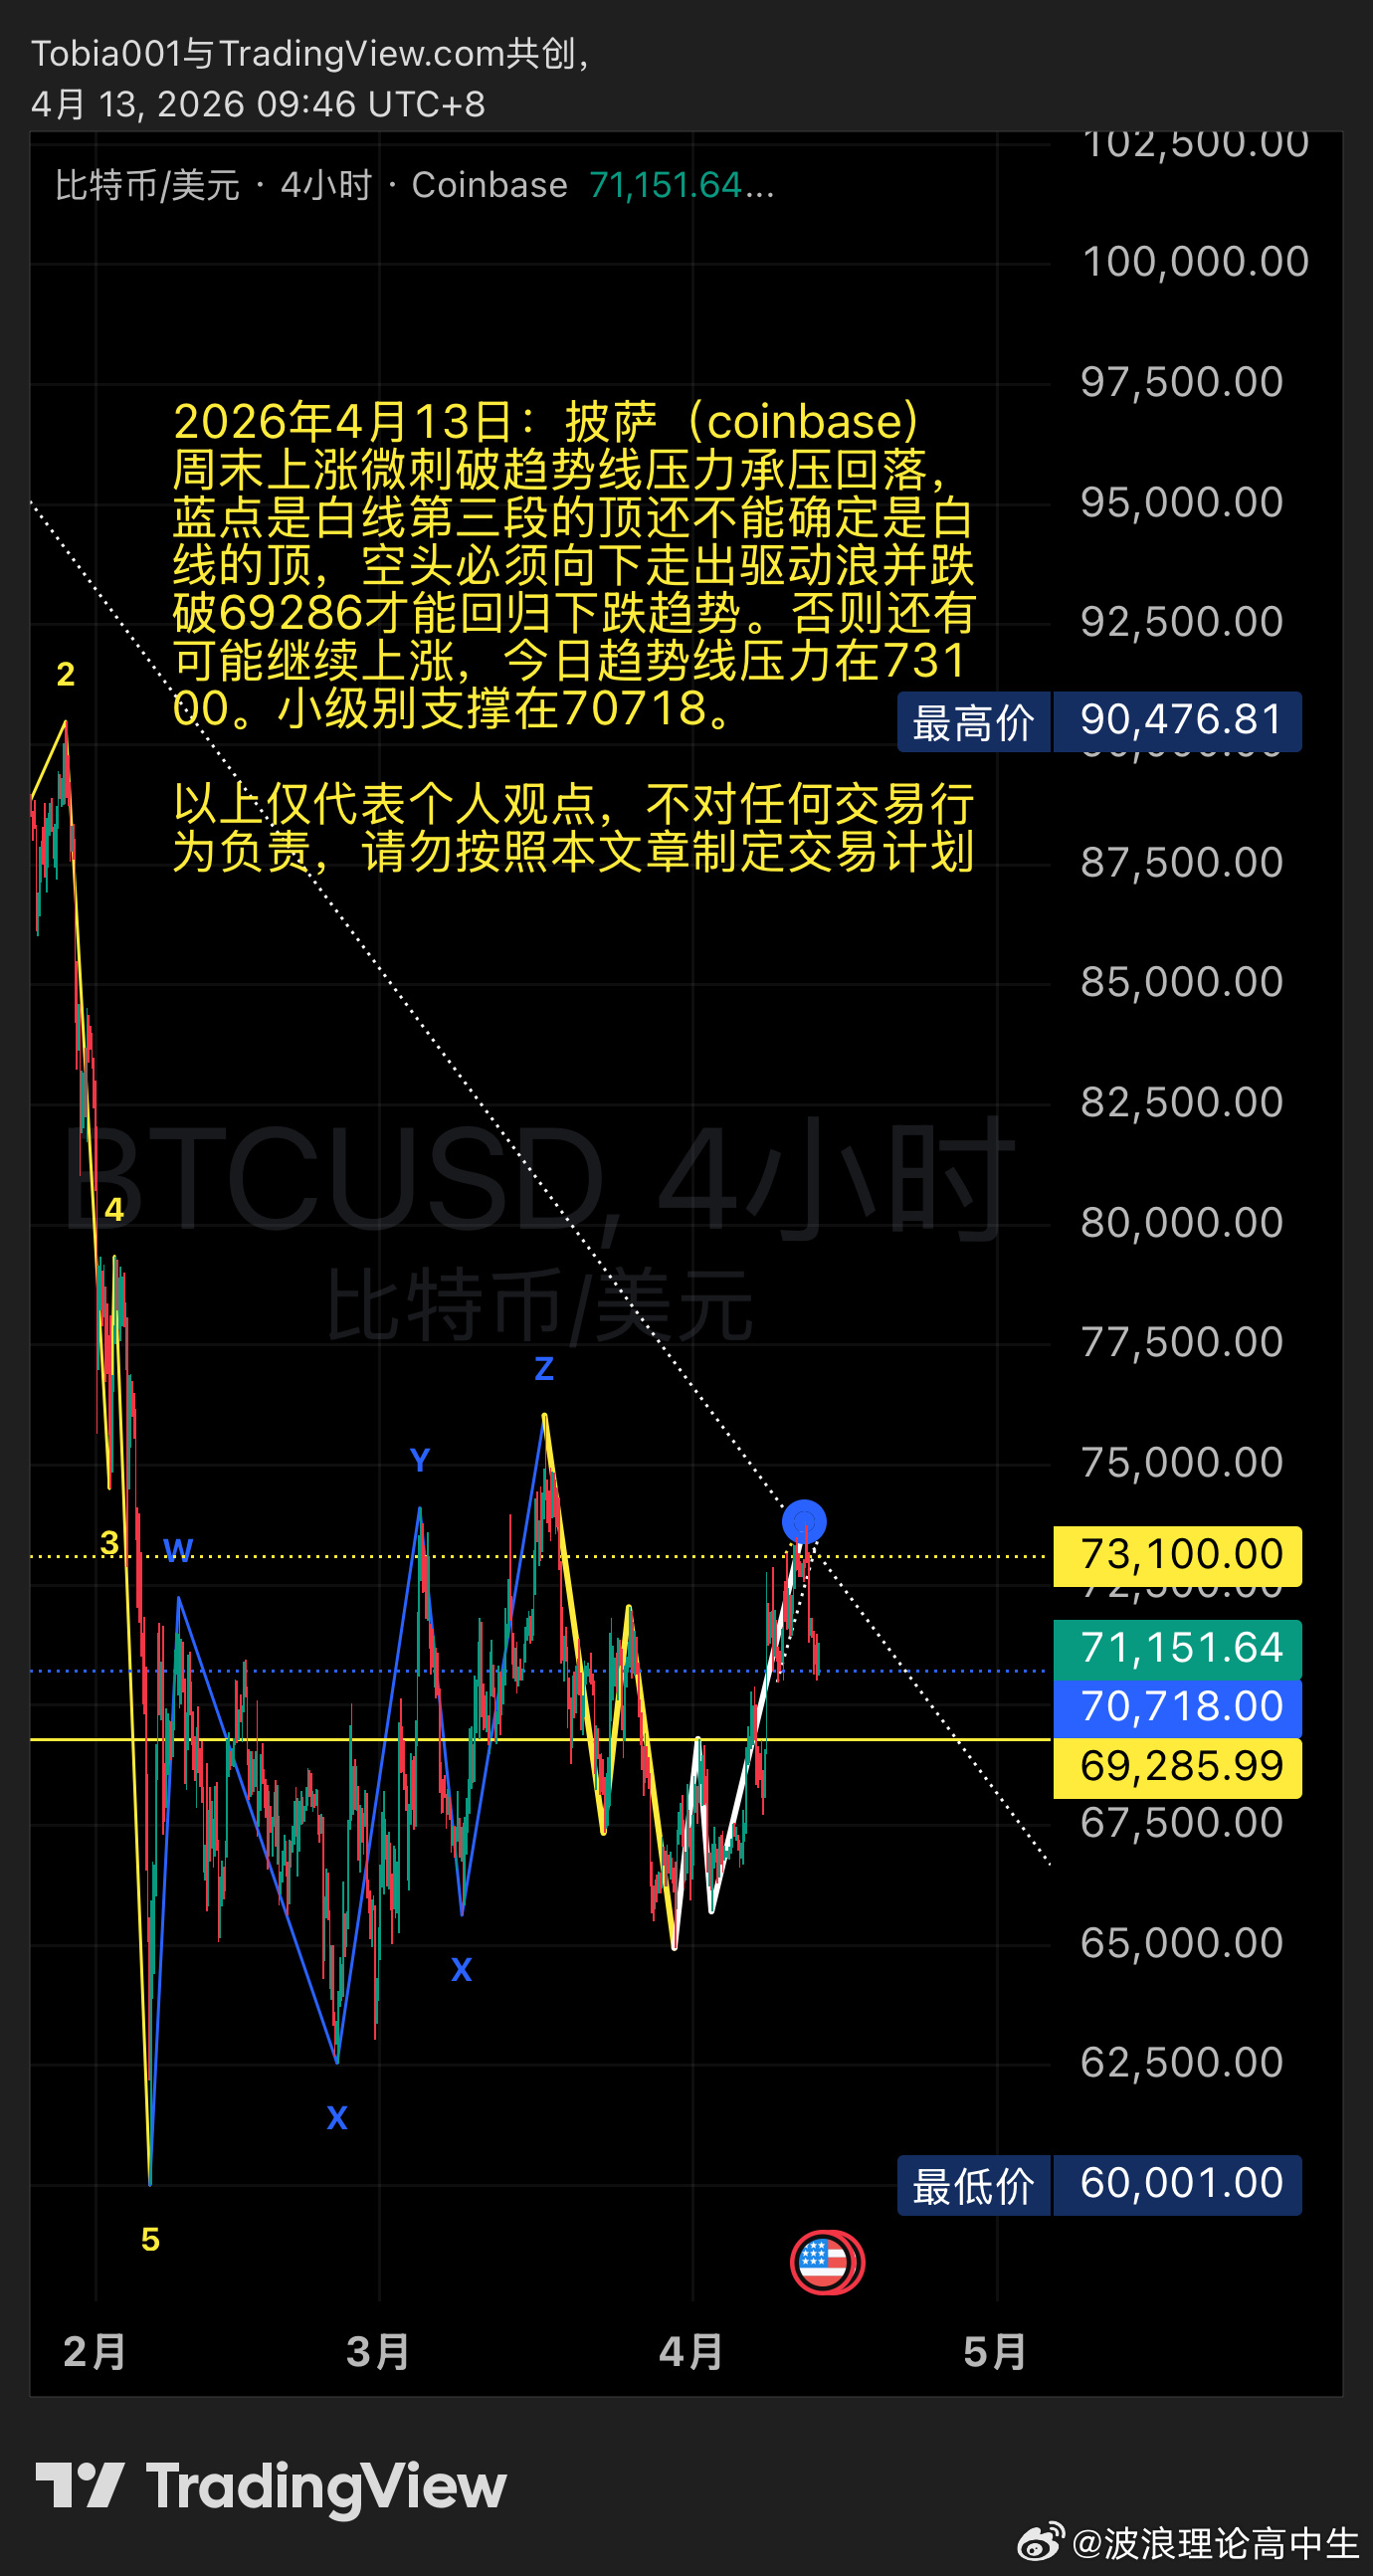 Tobia001与TradingView.com共创,
4月 13, 2026 09:46 UTC+8
102,500.00
比特币/美元 · 4小时 · Coinbase 71,151.64...
100,000.00
97,500.00
2026年4月13日：披萨（coinbase）
周末上涨微刺破趋势线压力承压回落，
95,000.00
蓝点是白线第三段的顶还不能确定是白
线的顶，空头必须向下走出驱动浪并跌
破69286才能回归下跌趋势。否则还有
92,500.00
可能继续上涨，今日趋势线压力在731
00。小级别支撑在70718。
2
最高价 90,476.81
以上仅代表个人观点，不对任何交易行
为负责，请勿按照本文章制定交易计划
87,500.00
85,000.00
82,500.00
BTCUSD, 4小时
4
80,000.00
比特币/美元
77,500.00
Z
Y
75,000.00
3
W
73,100.00
72,500.00
71,151.64
70,718.00
69,285.99
67,500.00
65,000.00
X
62,500.00
X
最低价 60,001.00
5
2月 3月 4月 5月
TradingView
@波浪理论高中生